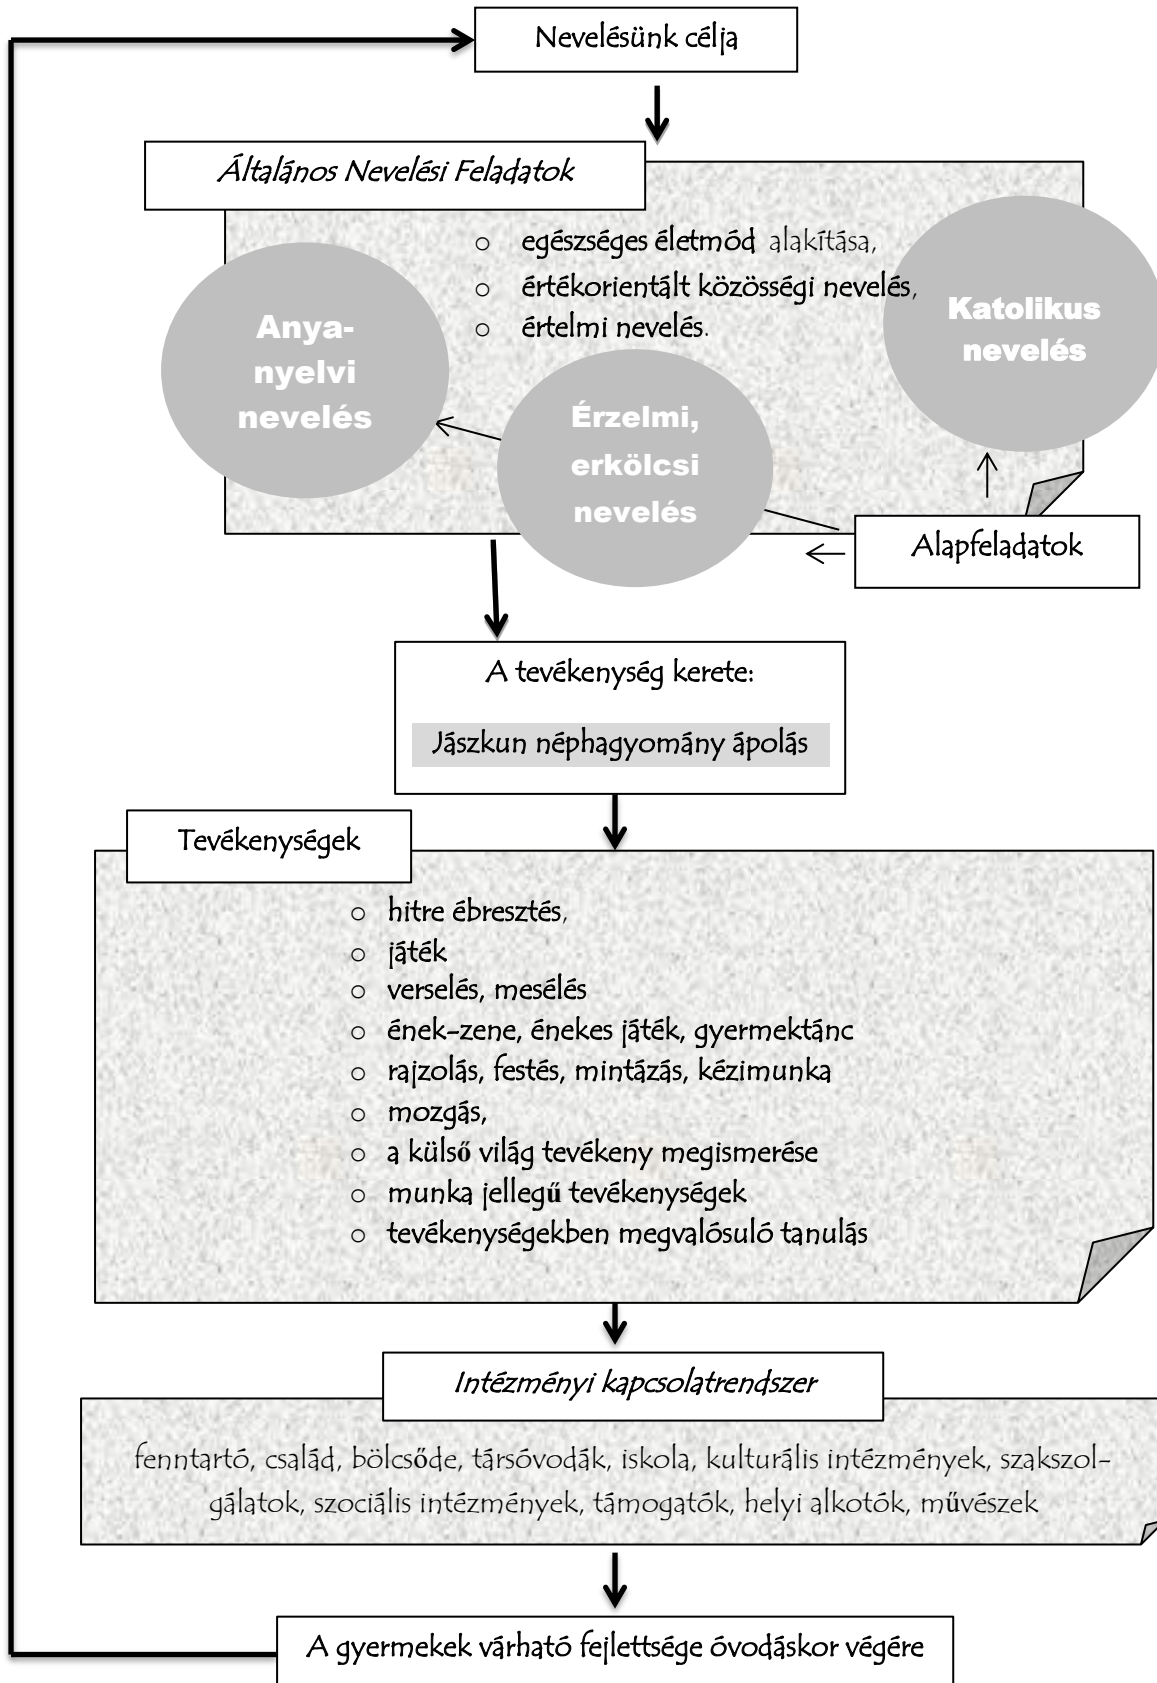 Nevelésünk célja
Általános Nevelési Feladatok
○ egészséges életmód alakítása,
○ értékorientált közösségi nevelés,
○ értelmi nevelés.
Anya-
nyelvi
nevelés
Érzelmi,
erkölcsi
nevelés
Katolikus
nevelés
Alapfeladatok
A tevékenység kerete:
Jászkun néphagyomány ápolás
Tevékenységek
○ hitre ébresztés,
○ játék
○ verselés, mesélés
○ ének-zene, énekes játék, gyermektánc
○ rajzolás, festés, mintázás, kézimunka
○ mozgás,
○ a külső világ tevékeny megismerése
○ munka jellegű tevékenységek
○ tevékenységekben megvalósuló tanulás
Intézményi kapcsolatrendszer
fenntartó, család, bölcsőde, társóvodák, iskola, kulturális intézmények, szakszol-
gálatok, szociális intézmények, támogatók, helyi alkotók, művészek
A gyermekek várható fejlettsége óvodáskor végére